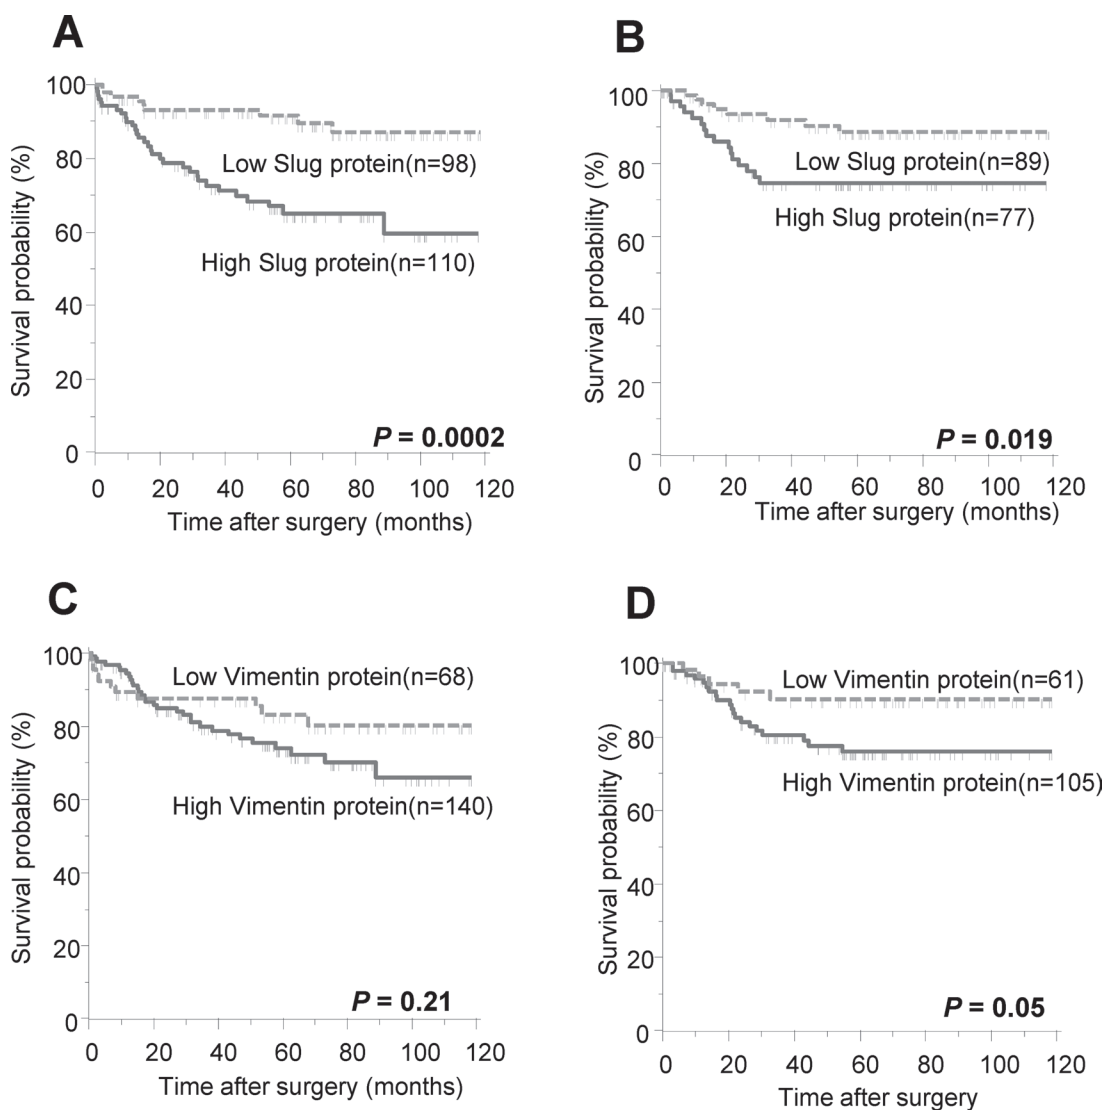 A
Survival probability (%)
100
80
60
40
20
0
Low Slug protein(n=98)
High Slug protein(n=110)
P = 0.0002
0 20 40 60 80 100 120
Time after surgery (months)
B
Survival probability (%)
100
80
60
40
20
0
Low Slug protein(n=89)
High Slug protein(n=77)
P = 0.019
0 20 40 60 80 100 120
Time after surgery (months)
C
Survival probability (%)
100
80
60
40
20
0
Low Vimentin protein(n=68)
High Vimentin protein(n=140)
P = 0.21
0 20 40 60 80 100 120
Time after surgery (months)
D
Survival probability (%)
100
80
60
40
20
0
Low Vimentin protein(n=61)
High Vimentin protein(n=105)
P = 0.05
0 20 40 60 80 100 120
Time after surgery